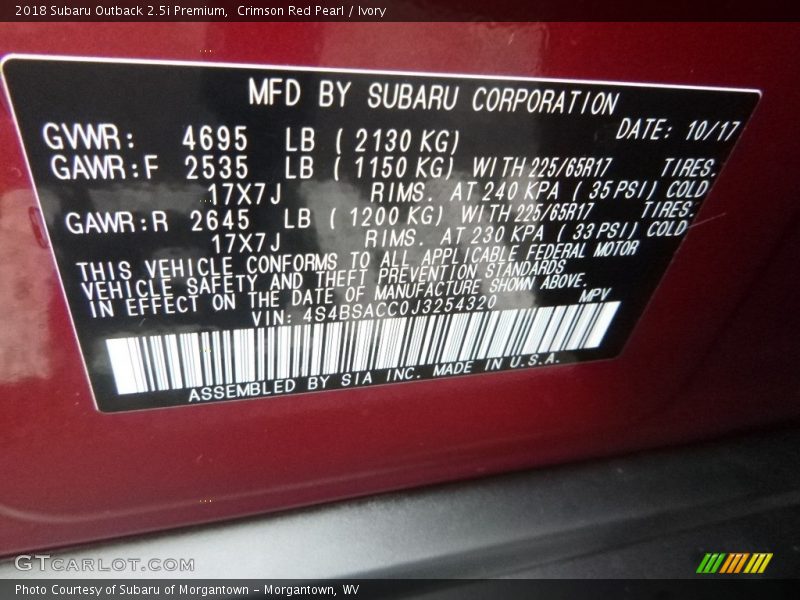 2018 Subaru Outback 2.5i Premium,  Crimson Red Pearl / Ivory
MFD BY SUBARU CORPORATION
GVWR: 4695 LB ( 2130 KG) DATE: 10/17
GAWR:F 2535 LB ( 1150 KG) WITH 225/65R17 TIRES.
17X7J RIMS. AT 240 KPA ( 35 PSI) COLD
GAWR:R 2645 LB ( 1200 KG) WITH 225/65R17 TIRES.
17X7J RIMS. AT 230 KPA ( 33 PSI) COLD
THIS VEHICLE CONFORMS TO ALL APPLICABLE FEDERAL MOTOR
VEHICLE SAFETY AND THEFT PREVENTION STANDARDS
IN EFFECT ON THE DATE OF MANUFACTURE SHOWN ABOVE.
VIN: 4S4BSACC0J3254320 MPV
ASSEMBLED BY SIA INC. MADE IN U.S.A.
GTCARLOT.COM
Photo Courtesy of Subaru of Morgantown - Morgantown, WV